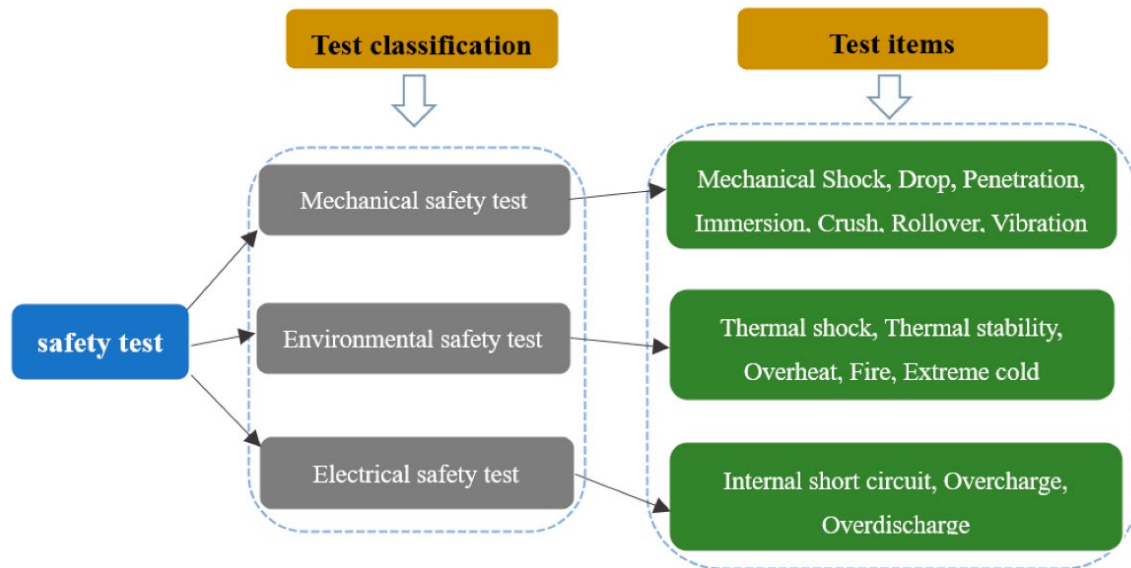 Test classification
Test items
Mechanical safety test
Mechanical Shock, Drop, Penetration,
Immersion, Crush, Rollover, Vibration
safety test
Environmental safety test
Thermal shock, Thermal stability,
Overheat, Fire, Extreme cold
Electrical safety test
Internal short circuit, Overcharge,
Overdischarge